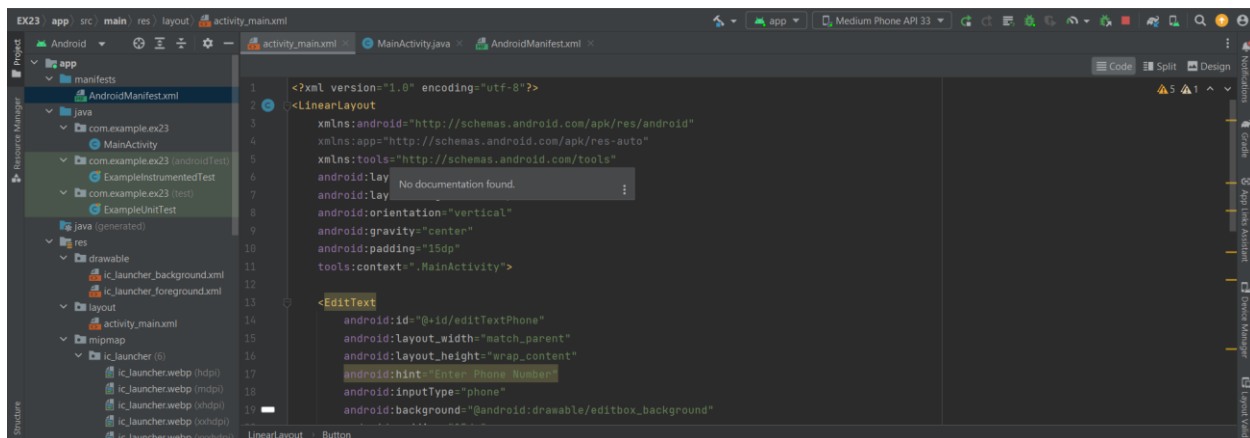 EX23 app src main res layout activity_main.xml
app Medium Phone API 33
Project
Android
activity_main.xml
MainActivity.java
AndroidManifest.xml
Code Split Design
5 1
app
manifests
AndroidManifest.xml
java
com.example.ex23
MainActivity
com.example.ex23 (androidTest)
ExampleInstrumentedTest
com.example.ex23 (test)
ExampleUnitTest
java (generated)
res
drawable
ic_launcher_background.xml
ic_launcher_foreground.xml
layout
activity_main.xml
mipmap
ic_launcher (6)
ic_launcher.webp (hdpi)
ic_launcher.webp (mdpi)
ic_launcher.webp (xhdpi)
ic_launcher.webp (xxhdpi)
Resource Manager
Structure
1 <?xml version="1.0" encoding="utf-8"?>
2 <LinearLayout
3 xmlns:android="http://schemas.android.com/apk/res/android"
4 xmlns:app="http://schemas.android.com/apk/res-auto"
5 xmlns:tools="http://schemas.android.com/tools"
6 android:lay
7 android:lay
No documentation found.
8 android:orientation="vertical"
9 android:gravity="center"
10 android:padding="15dp"
11 tools:context=".MainActivity">
12
13 <EditText
14 android:id="@+id/editTextPhone"
15 android:layout_width="match_parent"
16 android:layout_height="wrap_content"
17 android:hint="Enter Phone Number"
18 android:inputType="phone"
19 android:background="@android:drawable/editbox_background"
LinearLayout Button
Notifications
Gradle
App Links Assistant
Device Manager